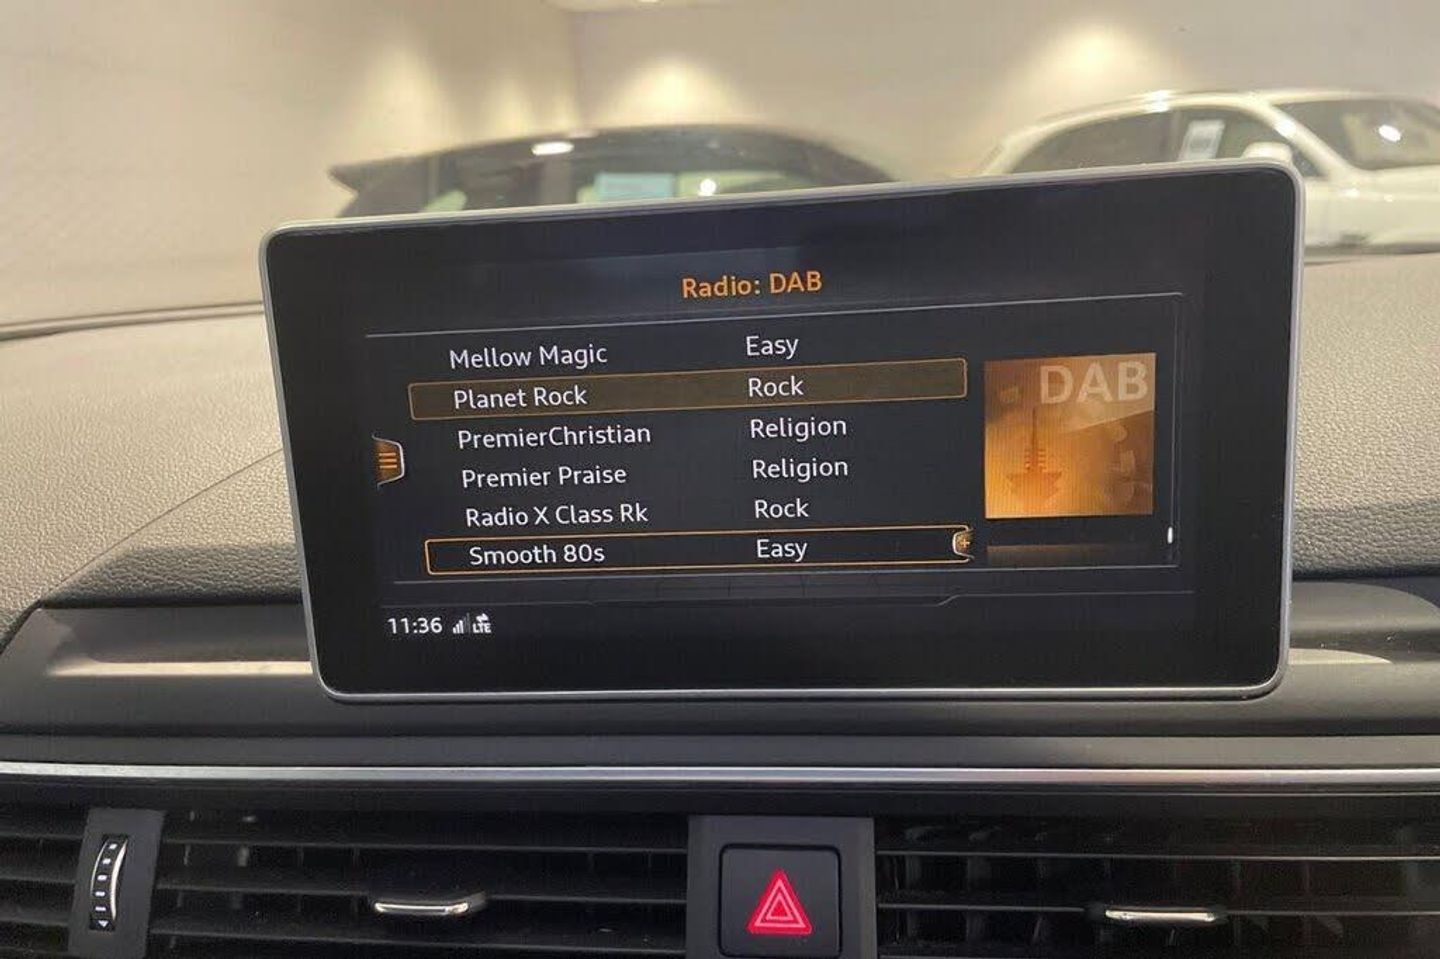 Radio: DAB
Mellow Magic Easy
Planet Rock Rock
PremierChristian Religion
Premier Praise Religion
Radio X Class Rk Rock
Smooth 80s Easy
DAB
11:36 LTE